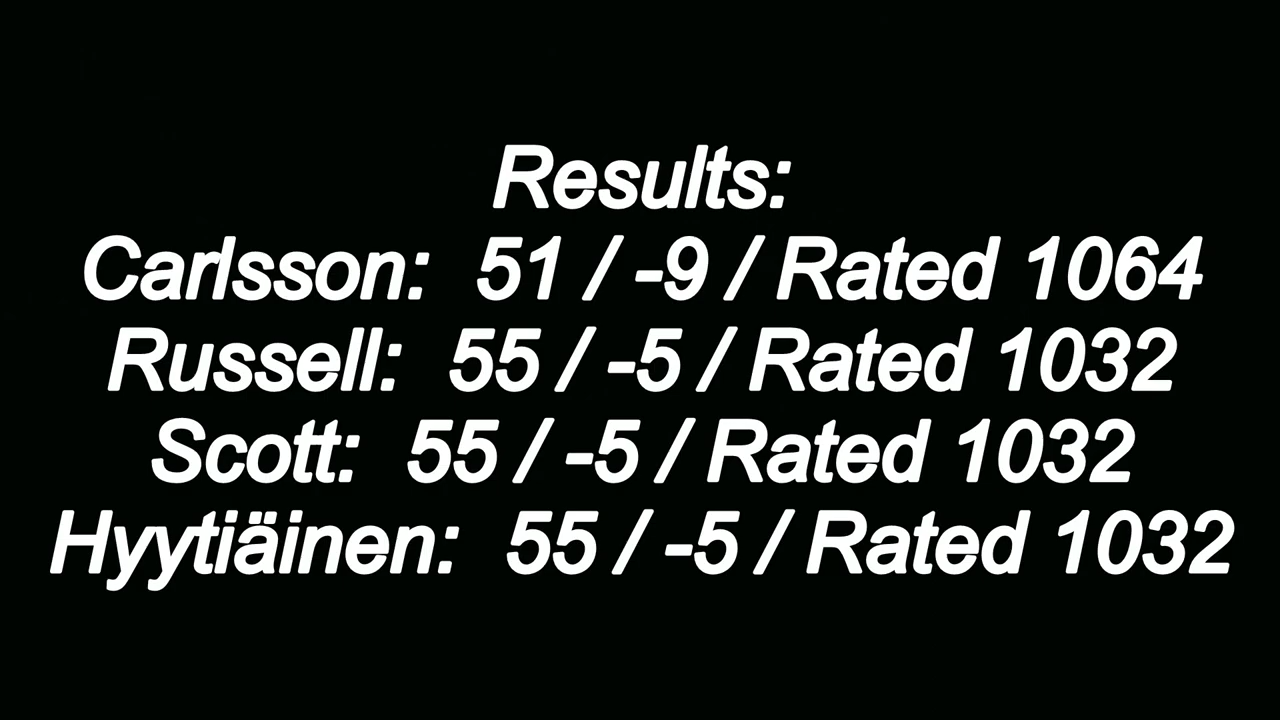 Results:
Carlsson: 51 / -9 / Rated 1064
Russell: 55 / -5 / Rated 1032
Scott: 55 / -5 / Rated 1032
Hyytiäinen: 55 / -5 / Rated 1032